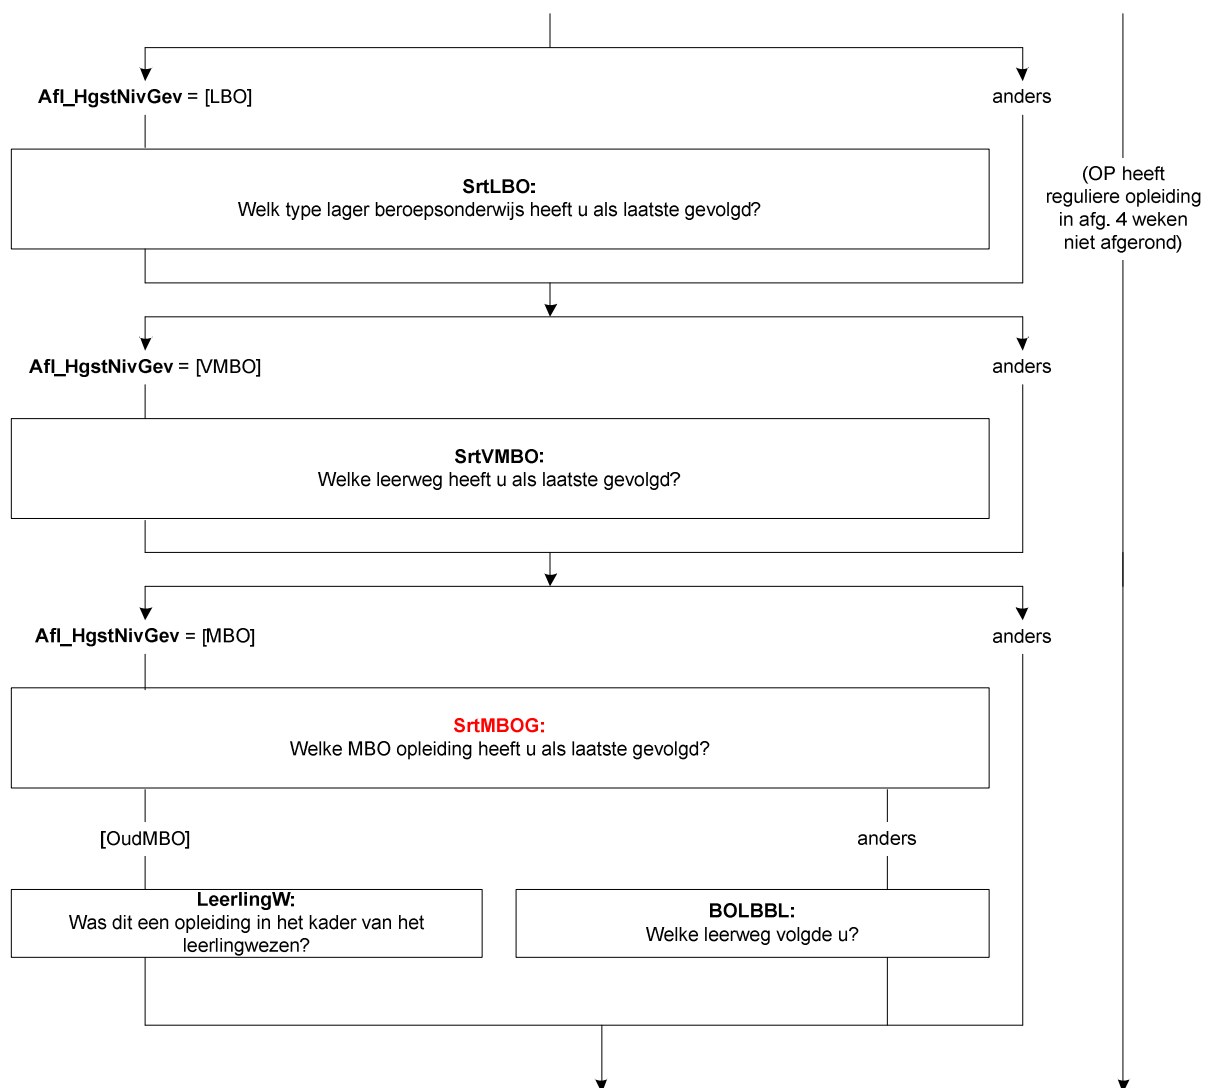 Afl_HgstNivGev = [LBO]
anders
SrtLBO:
Welk type lager beroepsonderwijs heeft u als laatste gevolgd?
(OP heeft
reguliere opleiding
in afg. 4 weken
niet afgerond)
Afl_HgstNivGev = [VMBO]
anders
SrtVMBO:
Welke leerweg heeft u als laatste gevolgd?
Afl_HgstNivGev = [MBO]
anders
SrtMBOG:
Welke MBO opleiding heeft u als laatste gevolgd?
[OudMBO]
anders
LeerlingW:
Was dit een opleiding in het kader van het
leerlingwezen?
BOLBBL:
Welke leerweg volgde u?